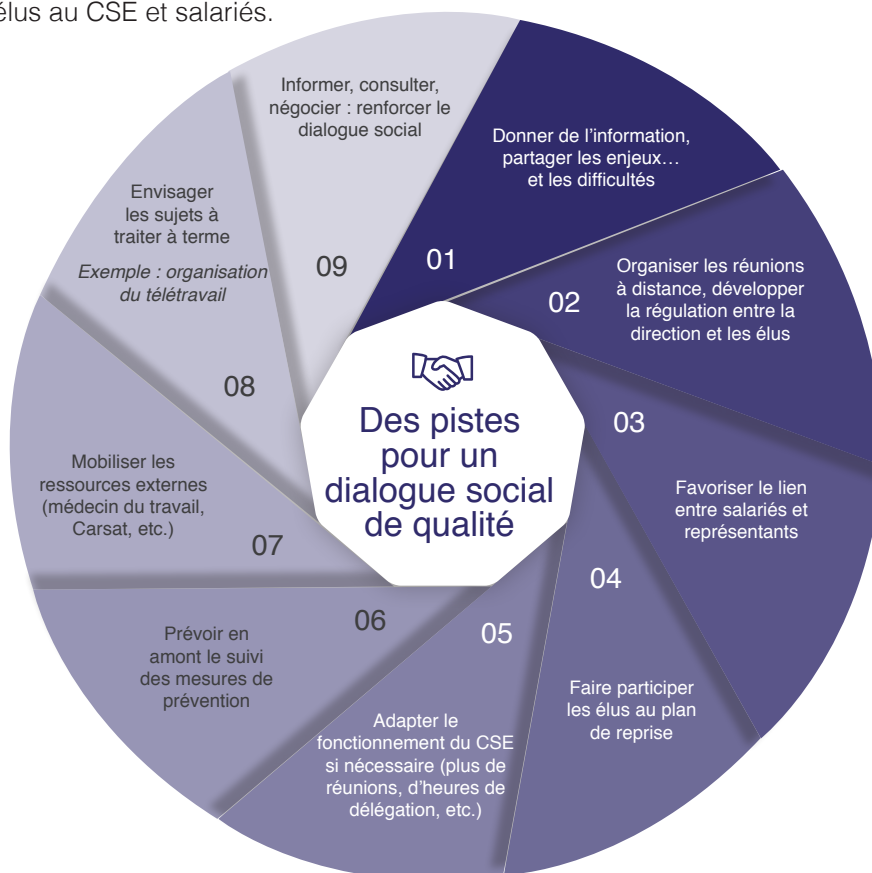 élus au CSE et salariés.
Informer, consulter,
négocier : renforcer le
dialogue social
09
Donner de l’information,
partager les enjeux…
et les difficultés
01
Organiser les réunions
à distance, développer
la régulation entre la
direction et les élus
02
03
Favoriser le lien
entre salariés et
représentants
04
Faire participer
les élus au plan
de reprise
05
Adapter le
fonctionnement du CSE
si nécessaire (plus de
réunions, d’heures de
délégation, etc.)
06
Prévoir en
amont le suivi
des mesures de
prévention
Mobiliser les
ressources externes
(médecin du travail,
Carsat, etc.)
07
Envisager
les sujets à
traiter à terme
Exemple : organisation
du télétravail
08
Des pistes
pour un
dialogue social
de qualité